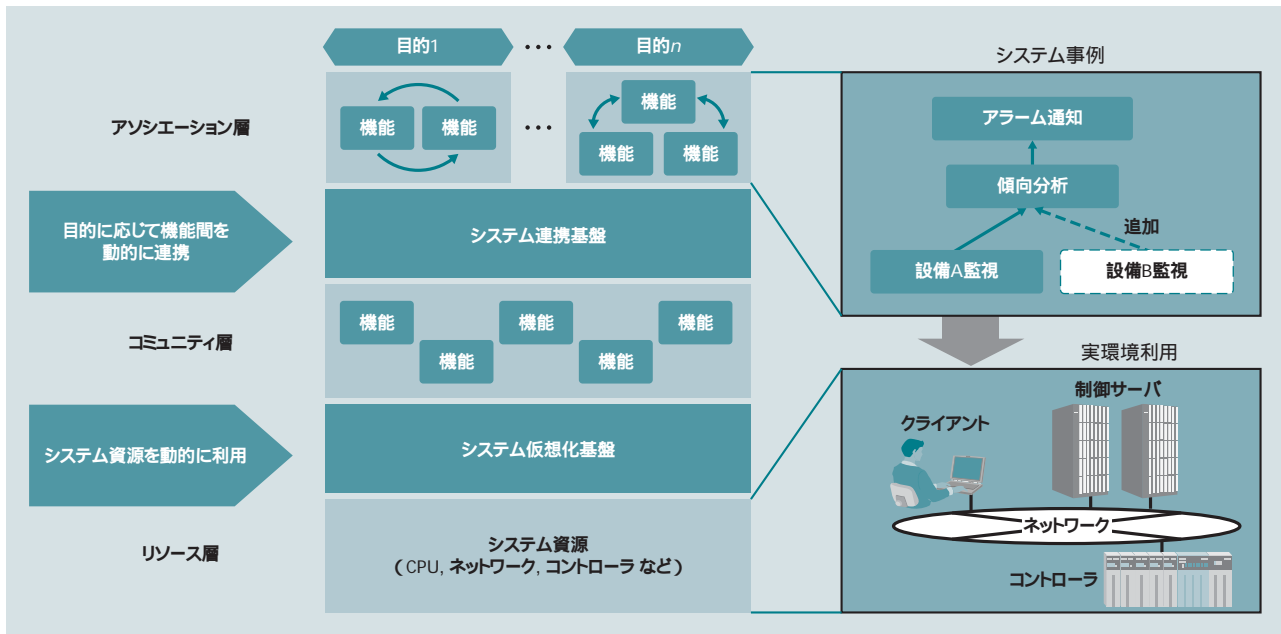 目的1
・・・
目的n
アソシエーション層
機能
機能
・・・
機能
機能
機能
目的に応じて機能間を
動的に連携
システム連携基盤
コミュニティ層
機能
機能
機能
機能
機能
システム資源を動的に利用
システム仮想化基盤
リソース層
システム資源
(CPU, ネットワーク, コントローラ など)
システム事例
アラーム通知
傾向分析
追加
設備A監視
設備B監視
実環境利用
制御サーバ
クライアント
ネットワーク
コントローラ